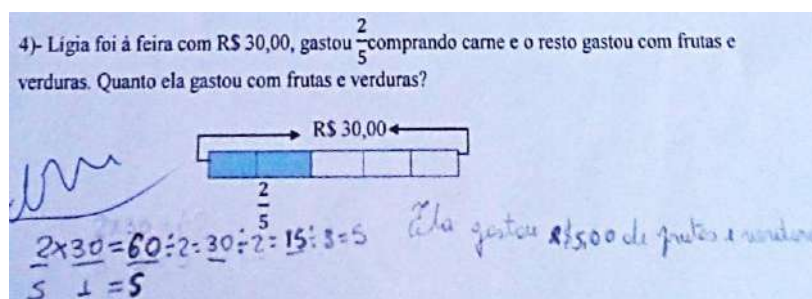 4)- Lígia foi à feira com R$ 30,00, gastou 2/5 comprando carne e o resto gastou com frutas e
verduras. Quanto ela gastou com frutas e verduras?
R$ 30,00
2/5
2x30=60÷2=30÷2=15÷3=5
5 1 =5
Ela gastou R$5,00 de frutas e verduras